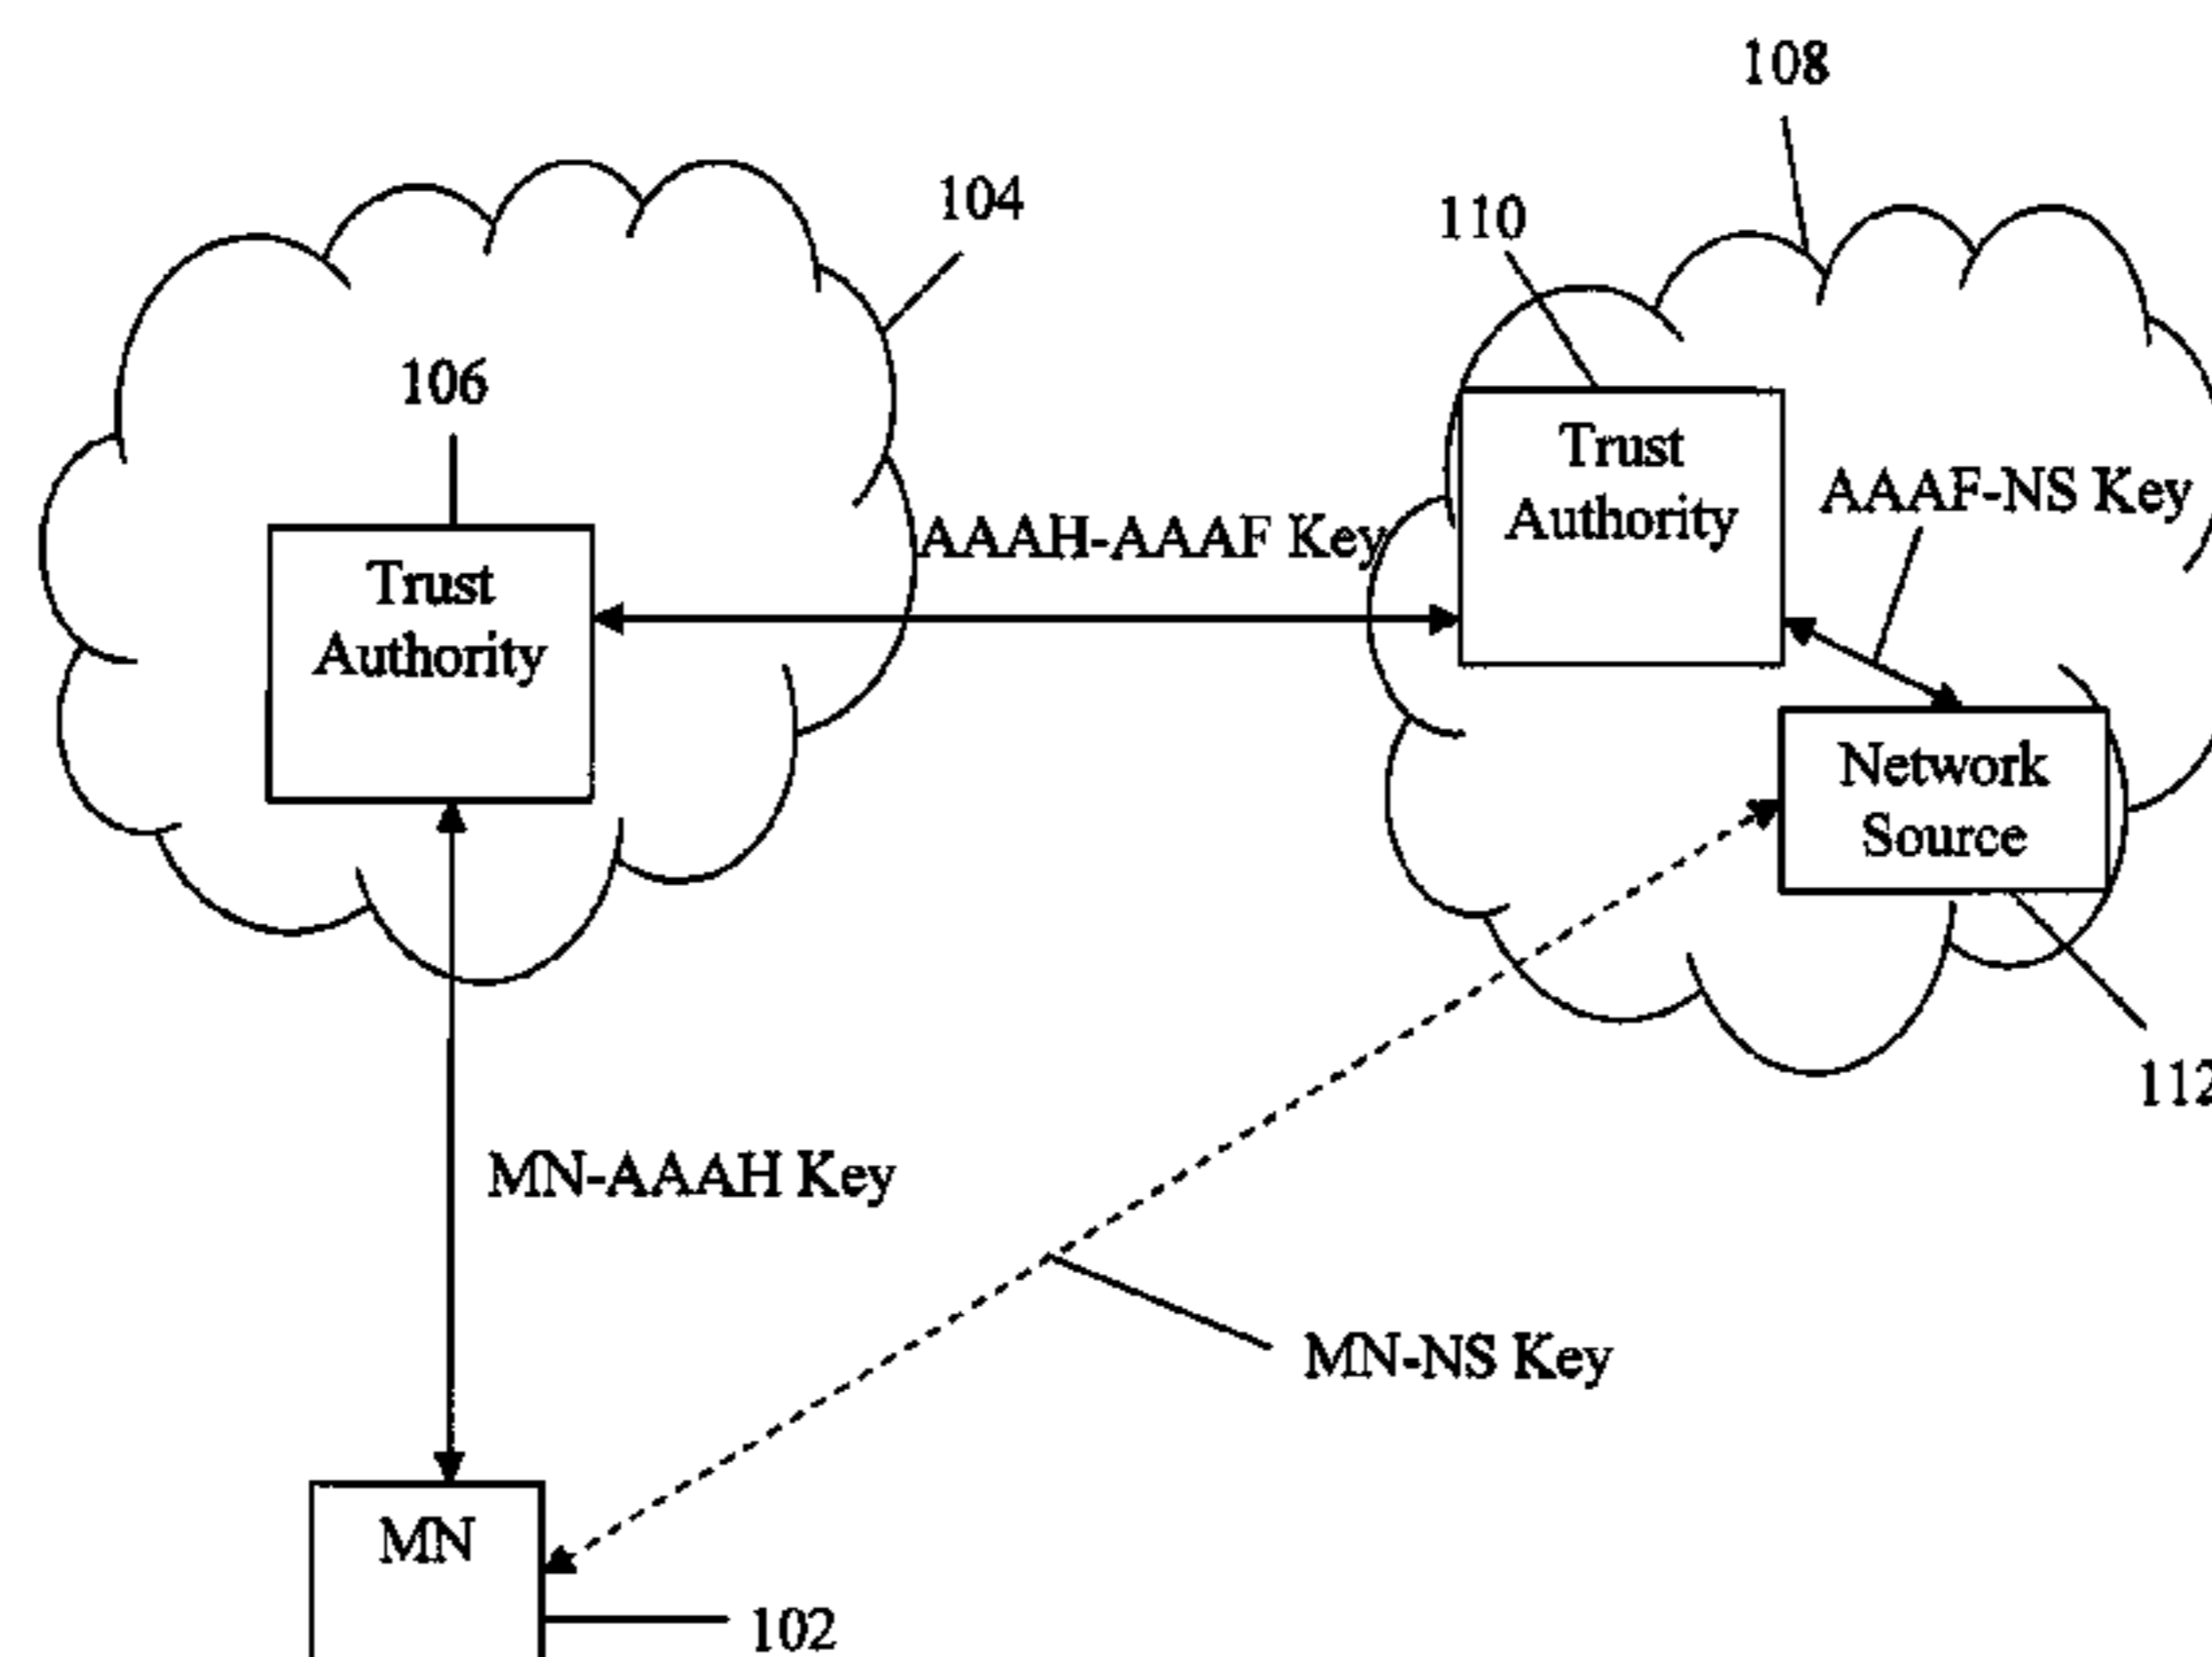 108
104
110
106
Trust
Authority
AAAF-NS Key
AAAH-AAAF Key
Trust
Authority
Network
Source
112
MN-AAAH Key
MN-NS Key
MN
102